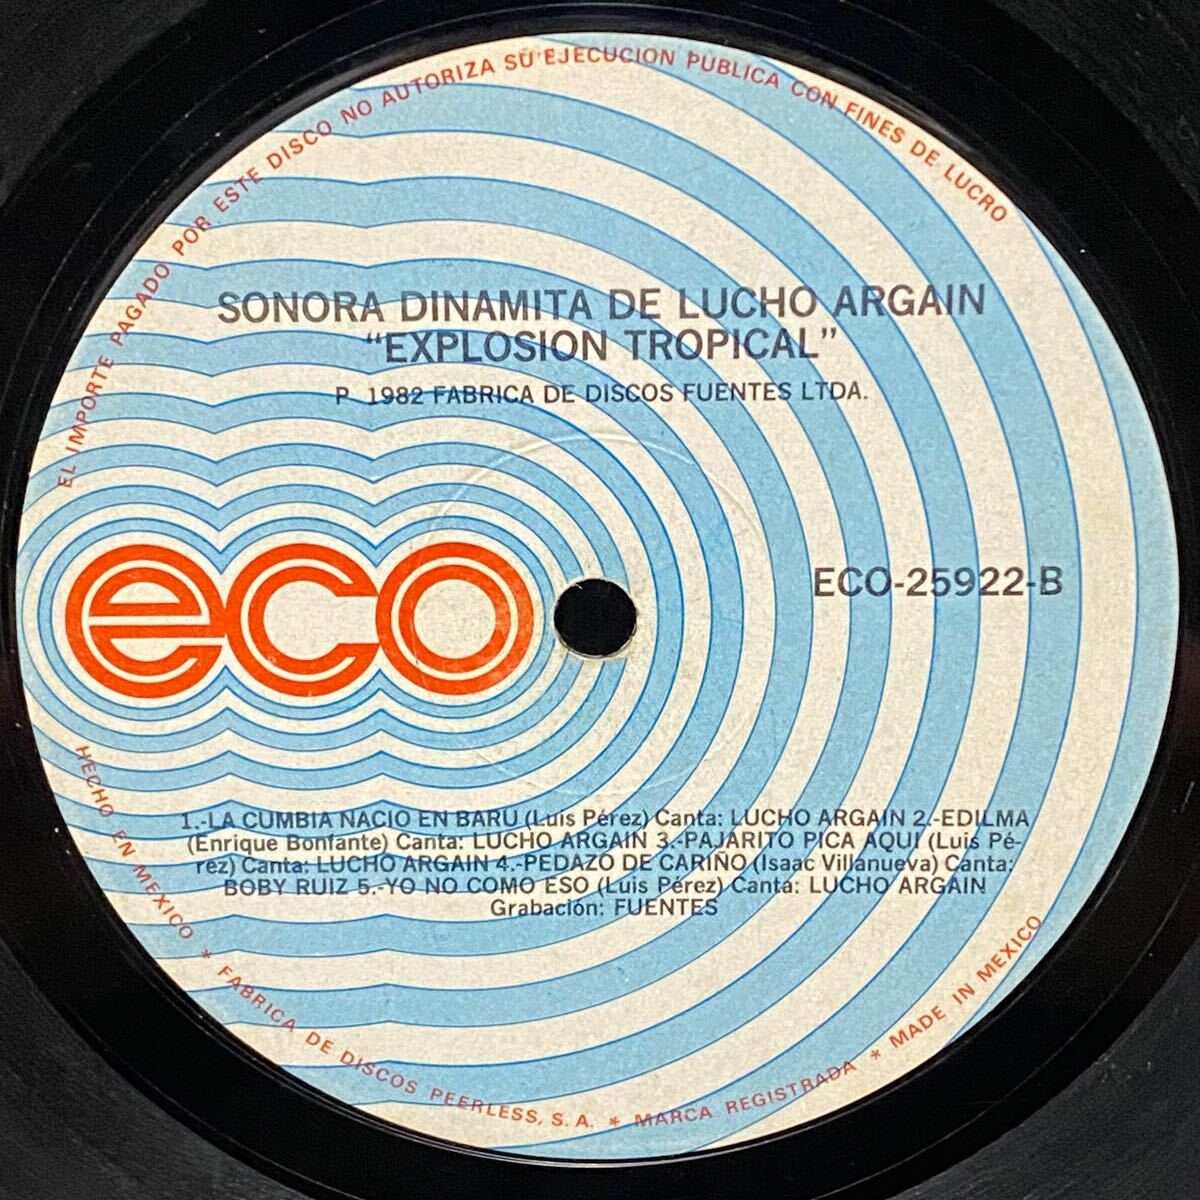 EL IMPORTE PAGADO POR ESTE DISCO NO AUTORIZA SU EJECUCION PUBLICA CON FINES DE LUCRO
SONORA DINAMITA DE LUCHO ARGAIN
“EXPLOSION TROPICAL”
P 1982 FABRICA DE DISCOS FUENTES LTDA.
eco
ECO-25922-B
1.-LA CUMBIA NACIO EN BARU (Luis Pérez) Canta: LUCHO ARGAIN 2.-EDILMA
(Enrique Bonfante) Canta: LUCHO ARGAIN 3.-PAJARITO PICA AQUI (Luis Pé-
rez) Canta: LUCHO ARGAIN 4.-PEDAZO DE CARIÑO (Isaac Villanueva) Canta:
BOBY RUIZ 5.-YO NO COMO ESO (Luis Pérez) Canta: LUCHO ARGAIN
Grabación: FUENTES
HECHO EN MEXICO * FABRICA DE DISCOS PEERLESS, S.A. * MARCA REGISTRADA * MADE IN MEXICO